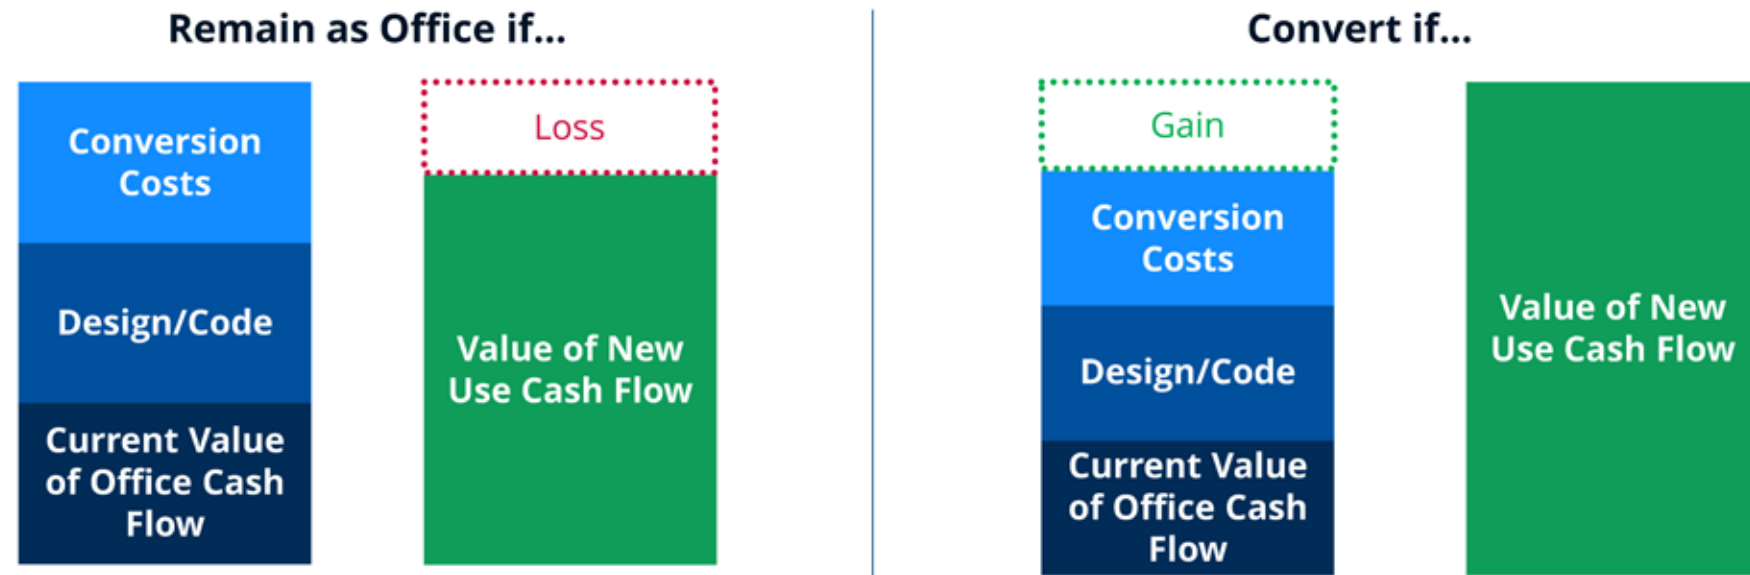 Remain as Office if...
Conversion
Costs
Design/Code
Current Value
of Office Cash
Flow
Loss
Value of New
Use Cash Flow
Convert if...
Gain
Conversion
Costs
Design/Code
Current Value
of Office Cash
Flow
Value of New
Use Cash Flow